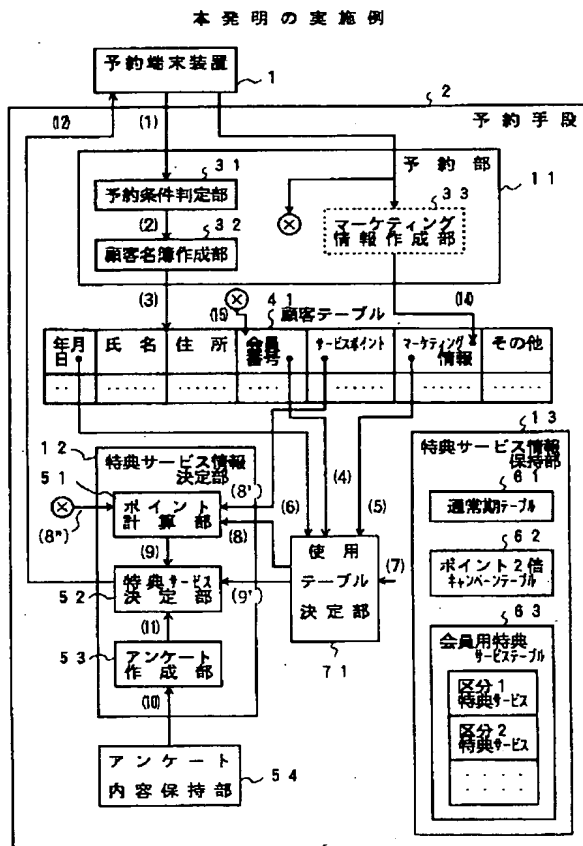 本発明の実施例
予約端末装置
1
2
(12)
(1)
予約手段
予約部
31
予約条件判定部
11
33
(2)
32
マーケティング
情報作成部
顧客名簿作成部
(3)
(15)
41
顧客テーブル
(14)
年月日
氏名
住所
会員番号
サービスポイント
マーケティング情報
その他
.....
......
......
......
......
......
.....
12
特典サービス情報
決定部
51
ポイント
計算部
(8')
(6)
(4)
(5)
(8'')
(8)
(9)
52
特典サービス
決定部
(9')
使用
テーブル
決定部
(7)
71
(11)
53
アンケート
作成部
(10)
アンケート
内容保持部
54
13
特典サービス情報
保持部
61
通常期テーブル
62
ポイント2倍
キャンペーンテーブル
63
会員用特典
サービステーブル
区分1
特典サービス
区分2
特典サービス
....